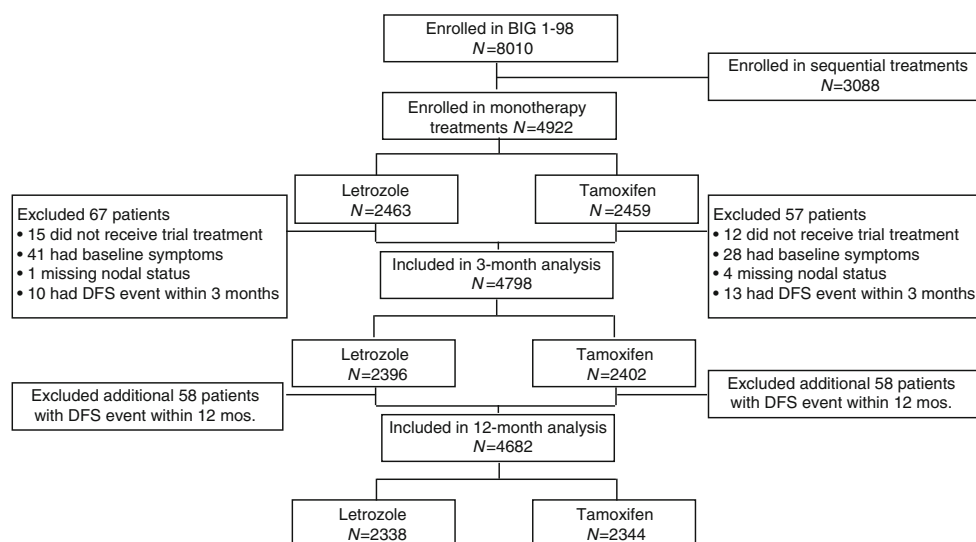 Enrolled in BIG 1-98
N=8010
Enrolled in sequential treatments
N=3088
Enrolled in monotherapy
treatments N=4922
Letrozole
N=2463
Tamoxifen
N=2459
Excluded 67 patients
• 15 did not receive trial treatment
• 41 had baseline symptoms
• 1 missing nodal status
• 10 had DFS event within 3 months
Excluded 57 patients
• 12 did not receive trial treatment
• 28 had baseline symptoms
• 4 missing nodal status
• 13 had DFS event within 3 months
Included in 3-month analysis
N=4798
Letrozole
N=2396
Tamoxifen
N=2402
Excluded additional 58 patients
with DFS event within 12 mos.
Excluded additional 58 patients
with DFS event within 12 mos.
Included in 12-month analysis
N=4682
Letrozole
N=2338
Tamoxifen
N=2344